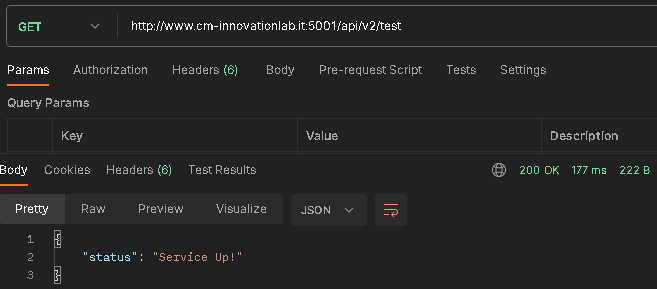 GET http://www.cm-innovationlab.it:5001/api/v2/test
Params Authorization Headers (6) Body Pre-request Script Tests Settings
Query Params
Key Value Description
Body Cookies Headers (6) Test Results 200 OK 177 ms 222 B
Pretty Raw Preview Visualize JSON
1 {
2 "status": "Service Up!"
3 }